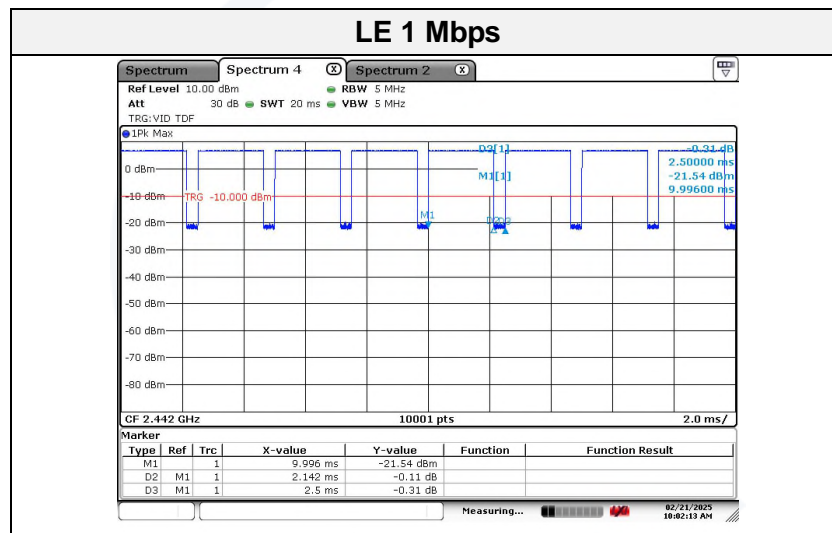 LE 1 Mbps
Spectrum Spectrum 4 X Spectrum 2 X
Ref Level 10.00 dBm RBW 5 MHz
Att 30 dB SWT 20 ms VBW 5 MHz
TRG:VID TDF
1Pk Max
D3[1] -0.31 dB
2.50000 ms
0 dBm
M1[1] -21.54 dBm
9.99600 ms
-10 dBm TRG -10.000 dBm
M1
-20 dBm
-30 dBm
-40 dBm
-50 dBm
-60 dBm
-70 dBm
-80 dBm
CF 2.442 GHz 10001 pts 2.0 ms/
Marker
Type Ref Trc X-value Y-value Function Function Result
M1 1 9.996 ms -21.54 dBm
D2 M1 1 2.142 ms -0.11 dB
D3 M1 1 2.5 ms -0.31 dB
Measuring... 02/21/2025
10:02:13 AM